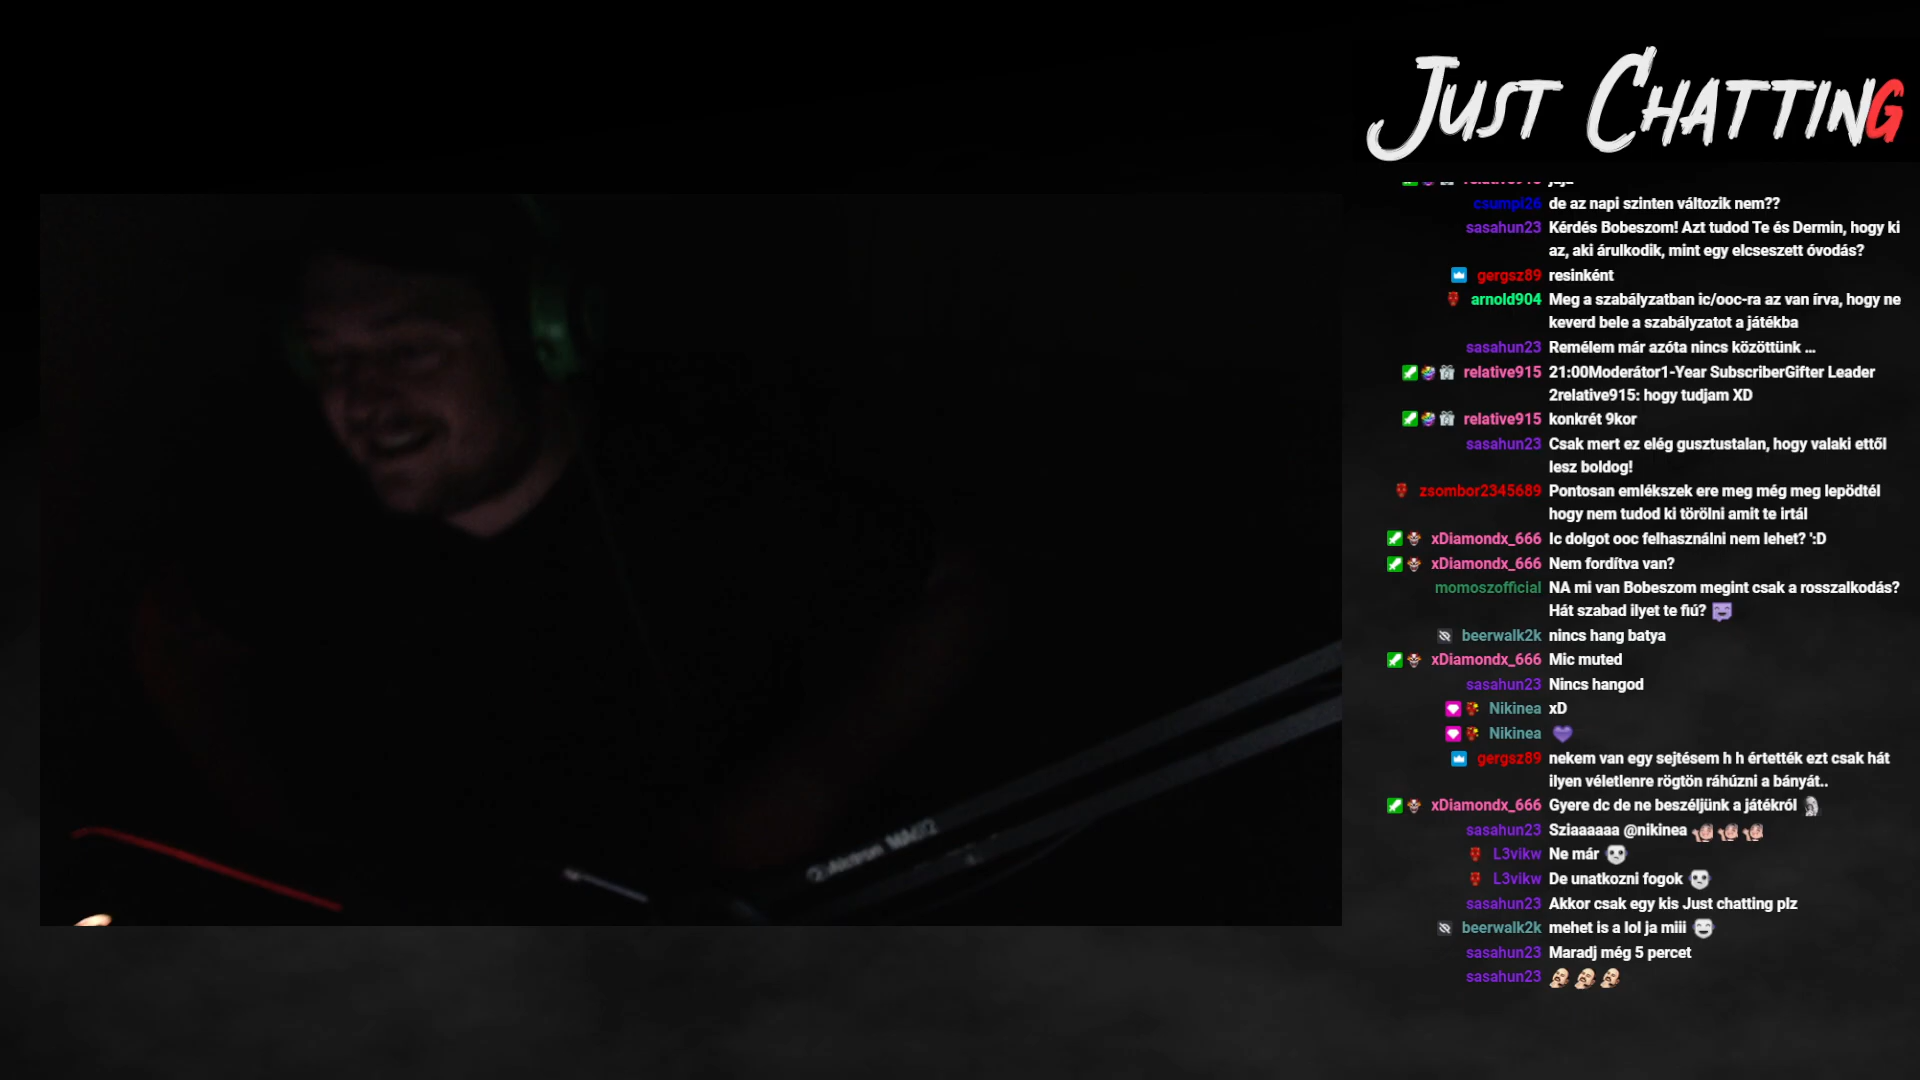 JUST CHATTING
csumpi26 de az napi szinten változik nem??
sasahun23 Kérdés Bobeszom! Azt tudod Te és Dermin, hogy ki
az, aki árulkodik, mint egy elcseszett óvodás?
gergsz89 resinként
arnold904 Meg a szabályzatban ic/ooc-ra az van írva, hogy ne
keverd bele a szabályzatot a játékba
sasahun23 Remélem már azóta nincs közöttünk ...
relative915 21:00Moderátor1-Year SubscriberGifter Leader
2relative915: hogy tudjam XD
relative915 konkrét 9kor
sasahun23 Csak mert ez elég gusztustalan, hogy valaki ettől
lesz boldog!
zsombor2345689 Pontosan emlékszek ere meg még meg lepödtél
hogy nem tudod ki törölni amit te irtál
xDiamondx_666 Ic dolgot ooc felhasználni nem lehet? ':D
xDiamondx_666 Nem fordítva van?
momoszofficial NA mi van Bobeszom megint csak a rosszalkodás?
Hát szabad ilyet te fiú?
beerwalk2k nincs hang batya
xDiamondx_666 Mic muted
sasahun23 Nincs hangod
Nikinea xD
Nikinea
gergsz89 nekem van egy sejtésem h h értették ezt csak hát
ilyen véletlenre rögtön ráhúzni a bányát..
xDiamondx_666 Gyere dc de ne beszéljünk a játékról
sasahun23 Sziaaaaaa @nikinea
L3vikw Ne már
L3vikw De unatkozni fogok
sasahun23 Akkor csak egy kis Just chatting plz
beerwalk2k mehet is a lol ja miii
sasahun23 Maradj még 5 percet
sasahun23